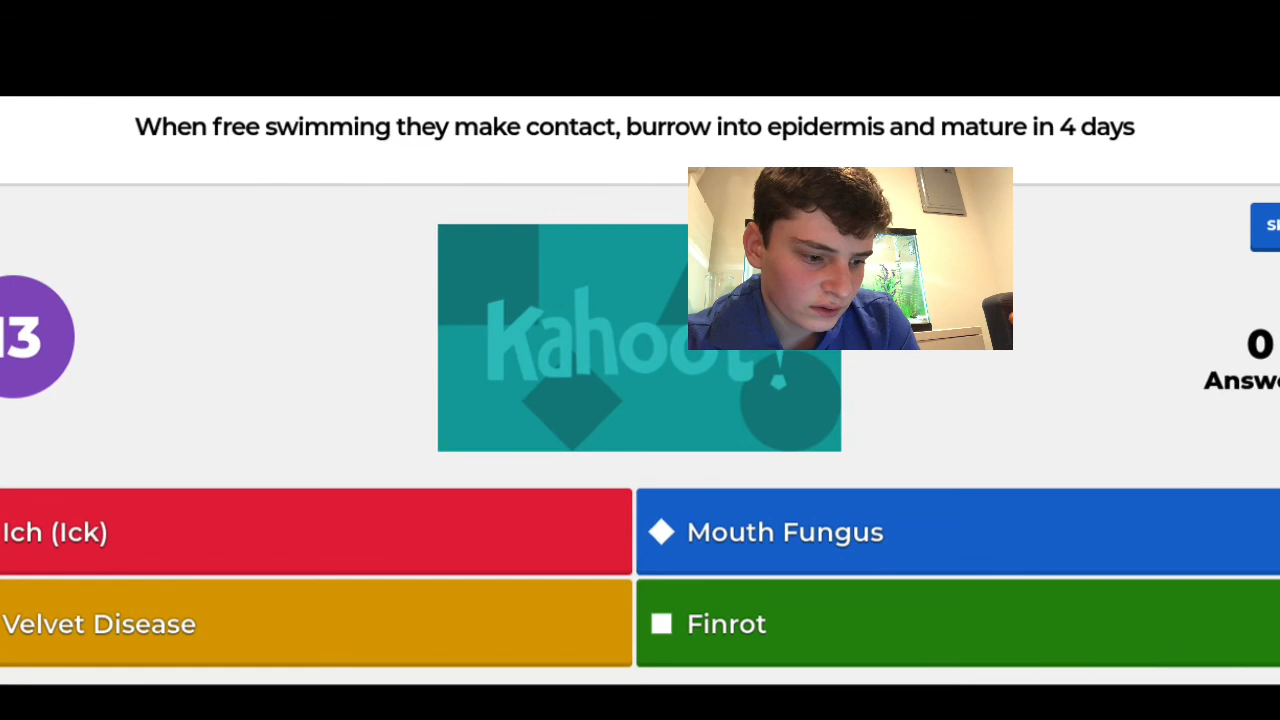 When free swimming they make contact, burrow into epidermis and mature in 4 days
13
Kahoot!
0
Ich (Ick)
Mouth Fungus
Velvet Disease
Finrot